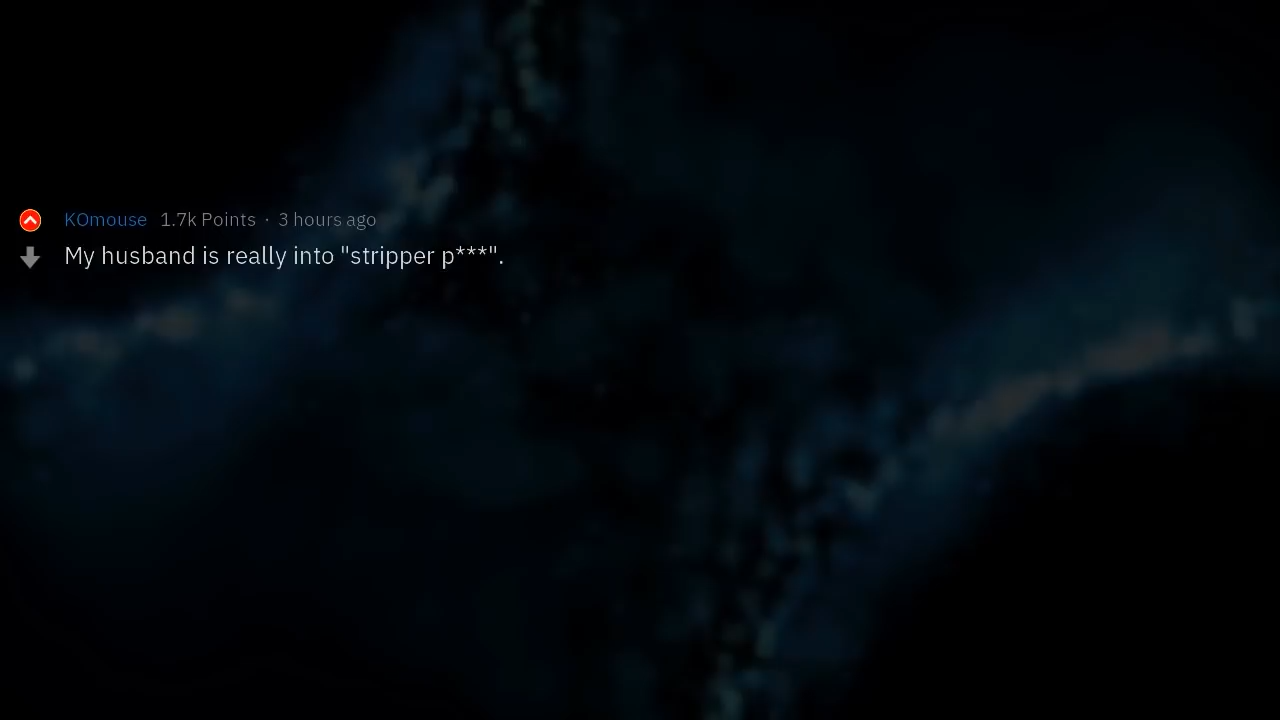 KOmouse 1.7k Points · 3 hours ago
My husband is really into "stripper p***".